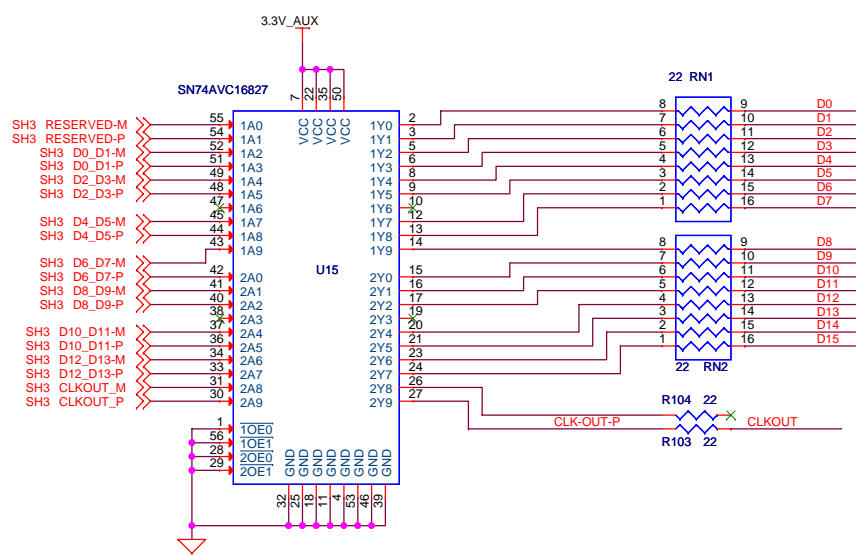 3.3V_AUX
SN74AVC16827
7 22 35 50
VCC VCC VCC VCC
22 RN1
SH3 RESERVED-M 55 1A0 1Y0 2 8 9 D0
SH3 RESERVED-P 54 1A1 1Y1 3 7 10 D1
SH3 D0_D1-M 52 1A2 1Y2 5 6 11 D2
SH3 D0_D1-P 51 1A3 1Y3 6 5 12 D3
SH3 D2_D3-M 49 1A4 1Y4 8 4 13 D4
SH3 D2_D3-P 48 1A5 1Y5 9 3 14 D5
47 1A6 1Y6 10 2 15 D6
SH3 D4_D5-M 45 1A7 1Y7 12 1 16 D7
SH3 D4_D5-P 44 1A8 1Y8 13
43 1A9 1Y9 14 8 9 D8
SH3 D6_D7-M U15 7 10 D9
SH3 D6_D7-P 42 2A0 2Y0 15 6 11 D10
SH3 D8_D9-M 41 2A1 2Y1 16 5 12 D11
SH3 D8_D9-P 40 2A2 2Y2 17 4 13 D12
38 2A3 2Y3 19 3 14 D13
SH3 D10_D11-M 37 2A4 2Y4 20 2 15 D14
SH3 D10_D11-P 36 2A5 2Y5 21 1 16 D15
SH3 D12_D13-M 34 2A6 2Y6 23
22 RN2
SH3 D12_D13-P 33 2A7 2Y7 24
SH3 CLKOUT_M 31 2A8 2Y8 26
SH3 CLKOUT_P 30 2A9 2Y9 27
R104 22
CLK-OUT-P CLKOUT
R103 22
1 1OE0
56 1OE1
28 2OE0
29 2OE1
GND GND GND GND GND GND GND GND
32 25 18 11 4 53 46 39